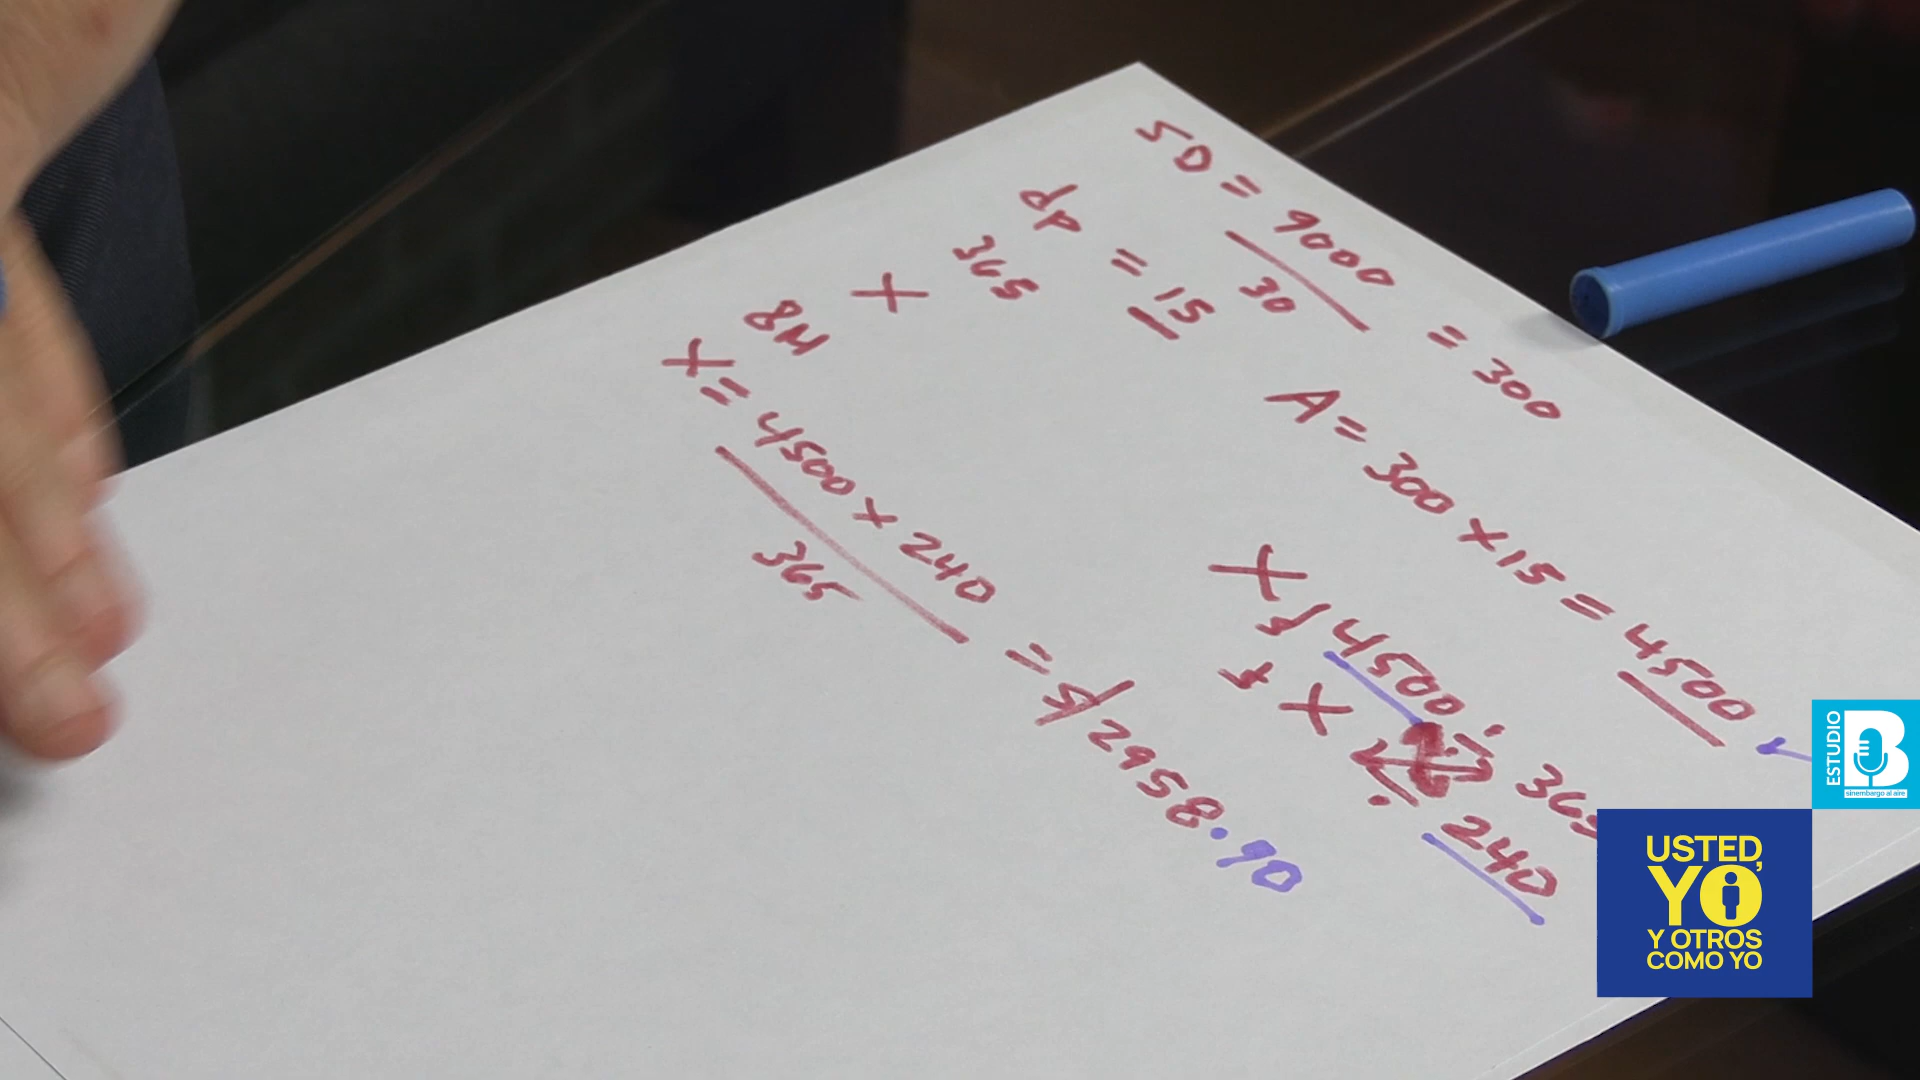 SD = 9000 / 30 = 300
dp = 15
365
A = 300 x 15 = 4500
X
8M
X $ 4500 : 365
$ X : 240
X = 4500 x 240 / 365 = $ 2958.90
ESTUDIO B
sinembargo al aire
USTED,
YO
Y OTROS
COMO YO